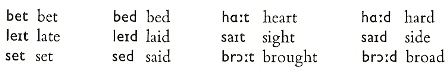 bet bet bed bed hɑːt heart hɑːd hard
leɪt late leɪd laid saɪt sight saɪd side
set set sed said brɔːt brought brɔːd broad